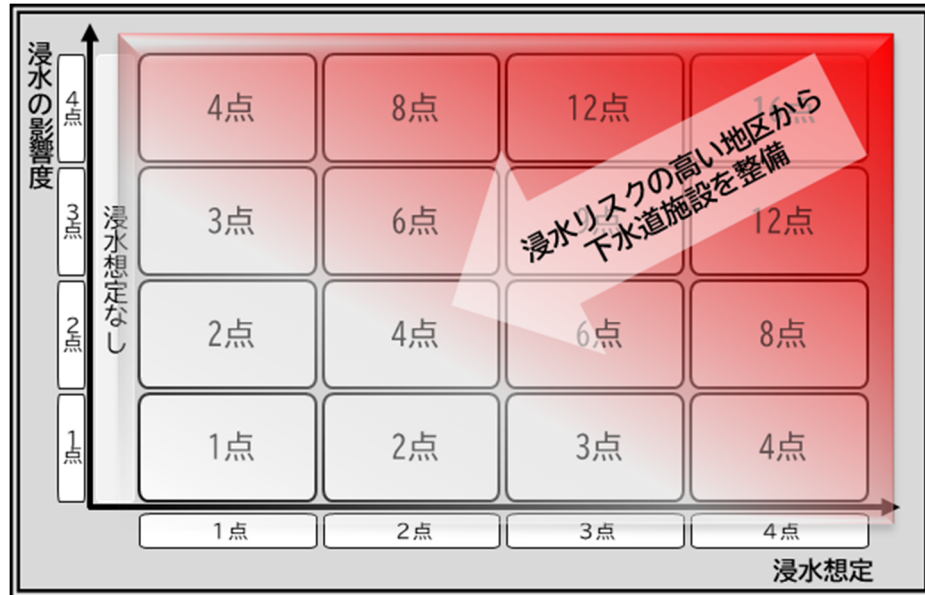 浸水の影響度
4点
3点
2点
1点
浸水想定なし
4点
8点
12点
16点
3点
6点
12点
2点
4点
6点
8点
1点
2点
3点
4点
浸水リスクの高い地区から
下水道施設を整備
1点
2点
3点
4点
浸水想定